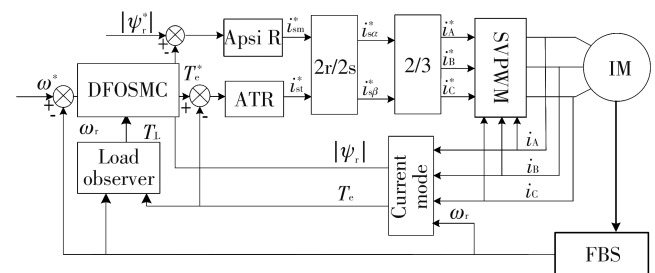 |ψr*|
+
-
Apsi R
i*sm
2r/2s
i*sα
2/3
i*A
SVPWM
IM
ω*
+
-
DFOSMC
T*e
+
-
ATR
i*st
i*sβ
i*B
i*C
ωr
TL
Load
observer
|ψr|
Te
Current
mode
iA
iB
iC
ωr
FBS